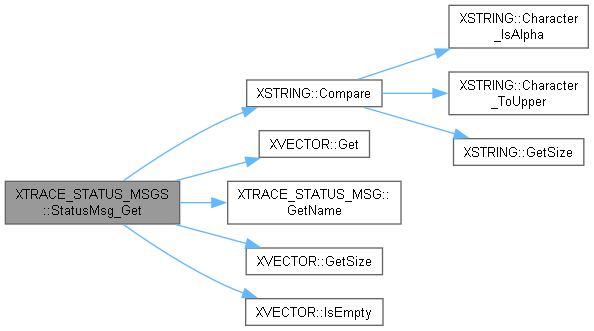 XTRACE_STATUS_MSGS
::StatusMsg_Get
XSTRING::Compare
XVECTOR::Get
XTRACE_STATUS_MSG::
GetName
XVECTOR::GetSize
XVECTOR::IsEmpty
XSTRING::Character
_IsAlpha
XSTRING::Character
_ToUpper
XSTRING::GetSize